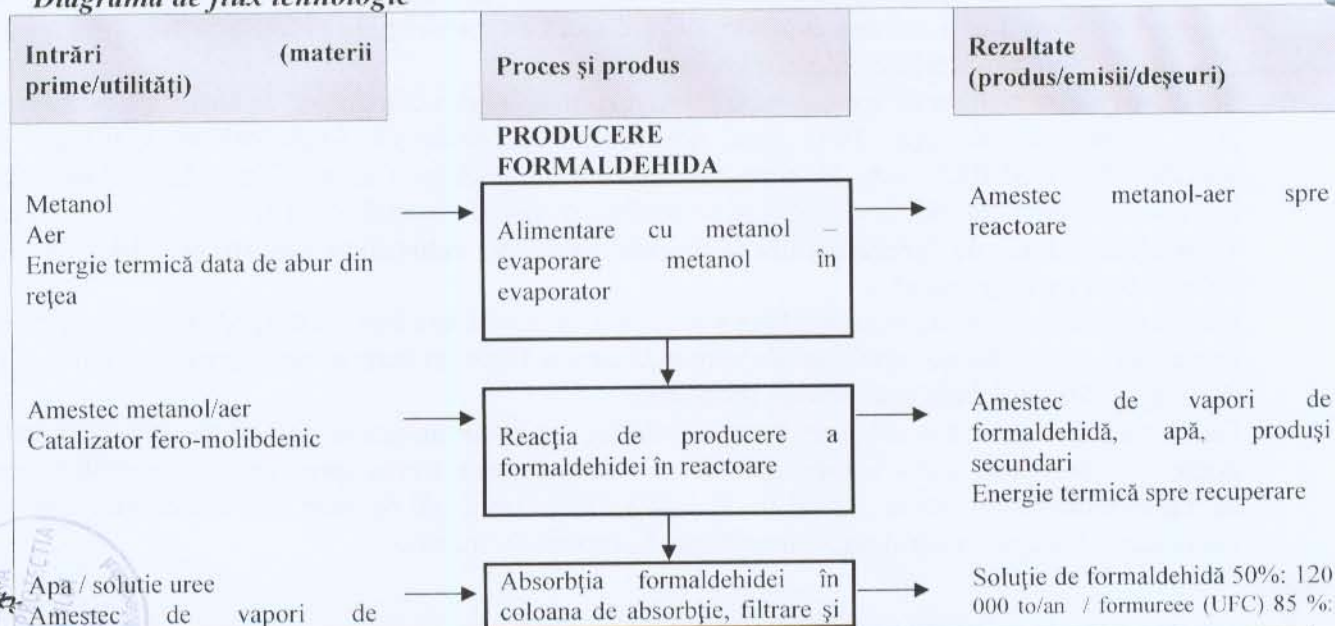 Diagrama de flux tehnologic
Intrări (materii
prime/utilităţi)
Proces şi produs
Rezultate
(produs/emisii/deşeuri)
PRODUCERE
FORMALDEHIDA
Metanol
Aer
Energie termică data de abur din
reţea
Alimentare cu metanol –
evaporare metanol în
evaporator
Amestec metanol-aer spre
reactoare
Amestec metanol/aer
Catalizator fero-molibdenic
Reacţia de producere a
formaldehidei în reactoare
Amestec de vapori de
formaldehidă, apă, produşi
secundari
Energie termică spre recuperare
Apa / solutie uree
Amestec de vapori de
Absorbţia formaldehidei în
coloana de absorbţie, filtrare şi
Soluţie de formaldehidă 50%: 120
000 to/an / formureee (UFC) 85 %: